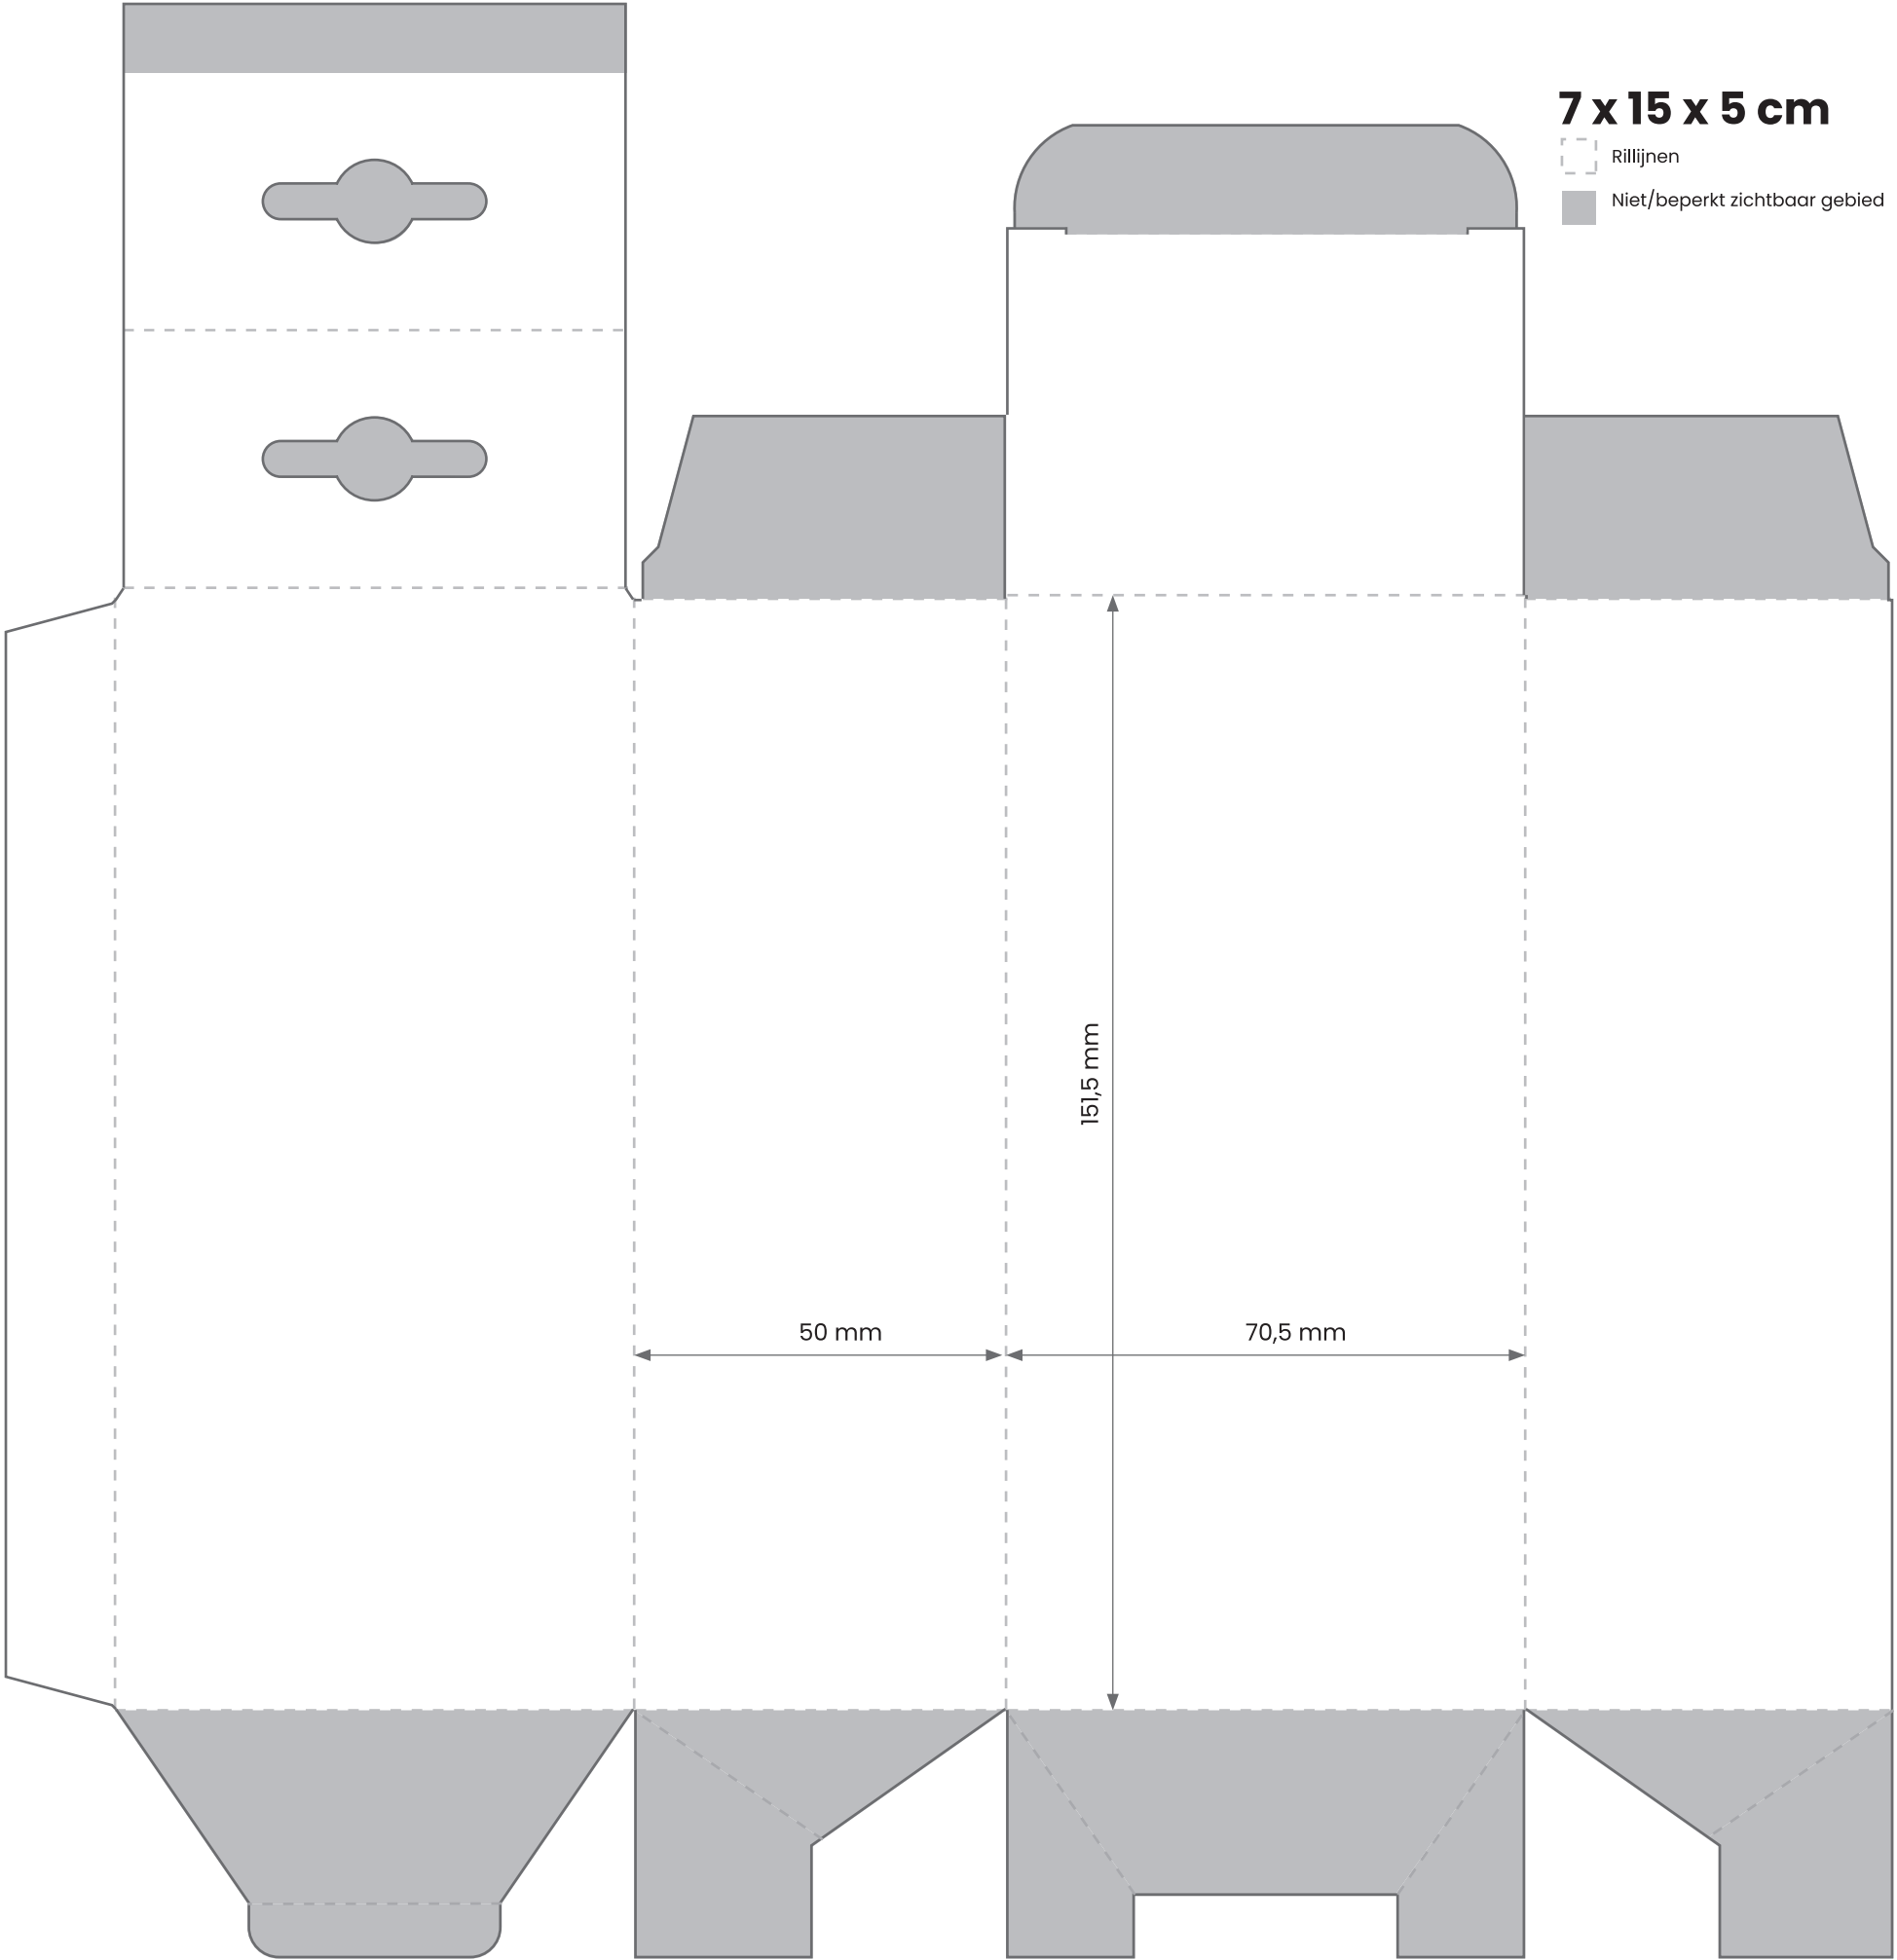 7 x 15 x 5 cm
Rillijnen
Niet/beperkt zichtbaar gebied
151,5 mm
50 mm
70,5 mm